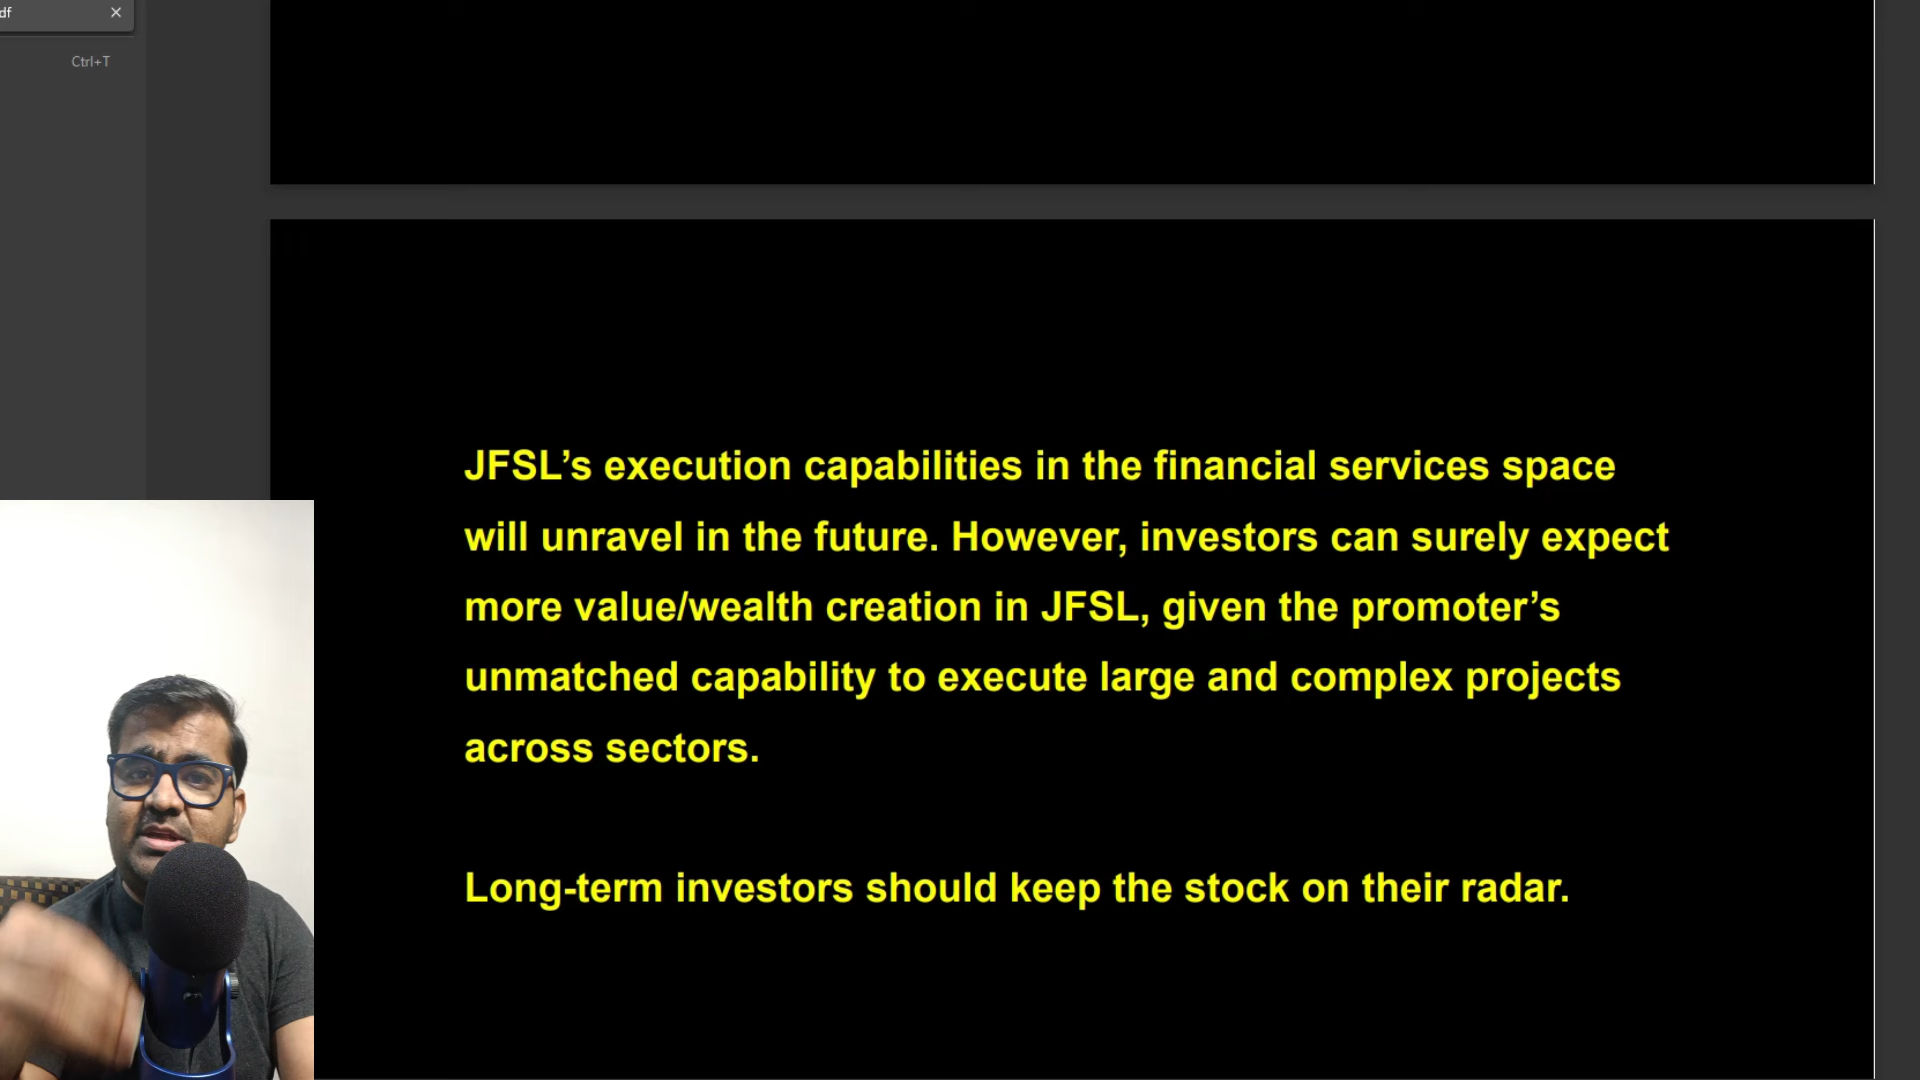 df
Ctrl+T
JFSL’s execution capabilities in the financial services space
will unravel in the future. However, investors can surely expect
more value/wealth creation in JFSL, given the promoter’s
unmatched capability to execute large and complex projects
across sectors.
Long-term investors should keep the stock on their radar.